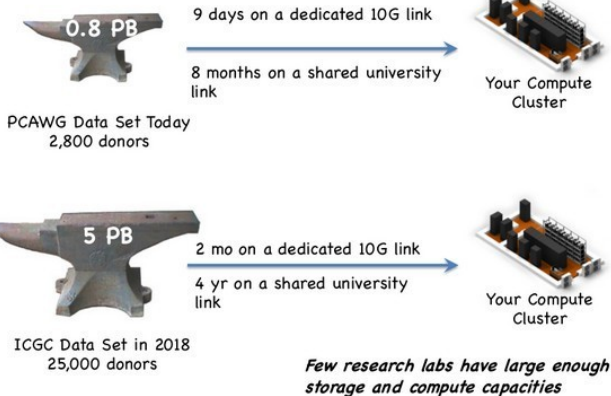 0.8 PB
9 days on a dedicated 10G link
8 months on a shared university
link
Your Compute
Cluster
PCAWG Data Set Today
2,800 donors
5 PB
2 mo on a dedicated 10G link
4 yr on a shared university
link
Your Compute
Cluster
ICGC Data Set in 2018
25,000 donors
Few research labs have large enough
storage and compute capacities